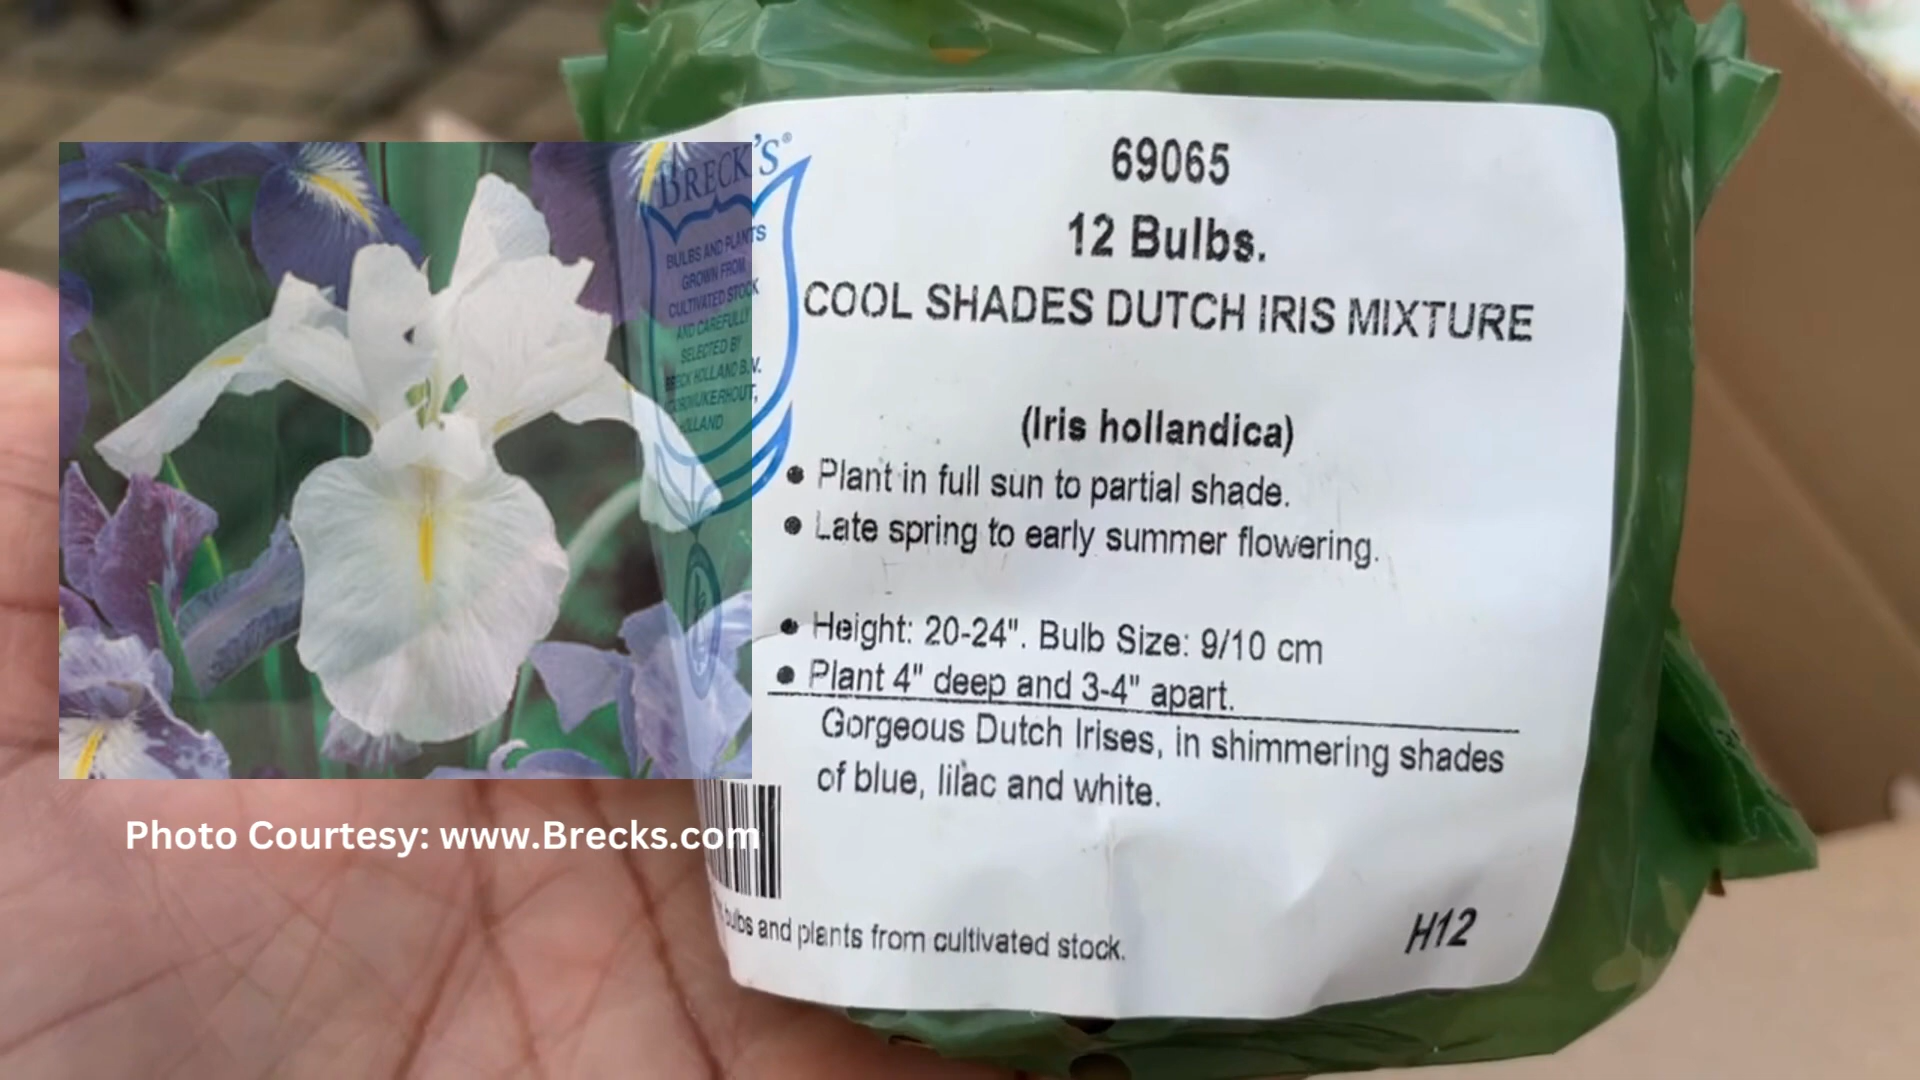 BRECK'S®
BULBS AND PLANTS
GROWN FROM
CULTIVATED STOCK
AND CAREFULLY
SELECTED BY
BRECK HOLLAND B.V.
HOLLAND
69065
12 Bulbs.
COOL SHADES DUTCH IRIS MIXTURE
(Iris hollandica)
• Plant in full sun to partial shade.
• Late spring to early summer flowering.
• Height: 20-24". Bulb Size: 9/10 cm
• Plant 4" deep and 3-4" apart.
Gorgeous Dutch Irises, in shimmering shades
of blue, lilac and white.
bulbs and plants from cultivated stock.
H12
Photo Courtesy: www.Brecks.com